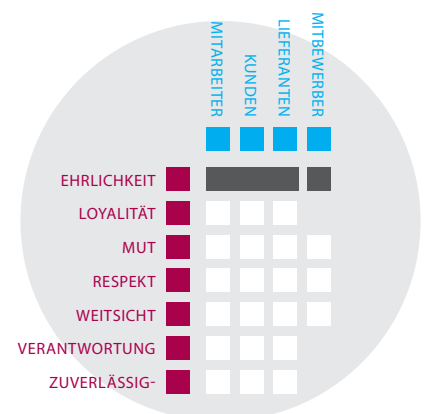 MITARBEITER
KUNDEN
LIEFERANTEN
MITBEWERBER
EHRLICHKEIT
LOYALITÄT
MUT
RESPEKT
WEITSICHT
VERANTWORTUNG
ZUVERLÄSSIG-